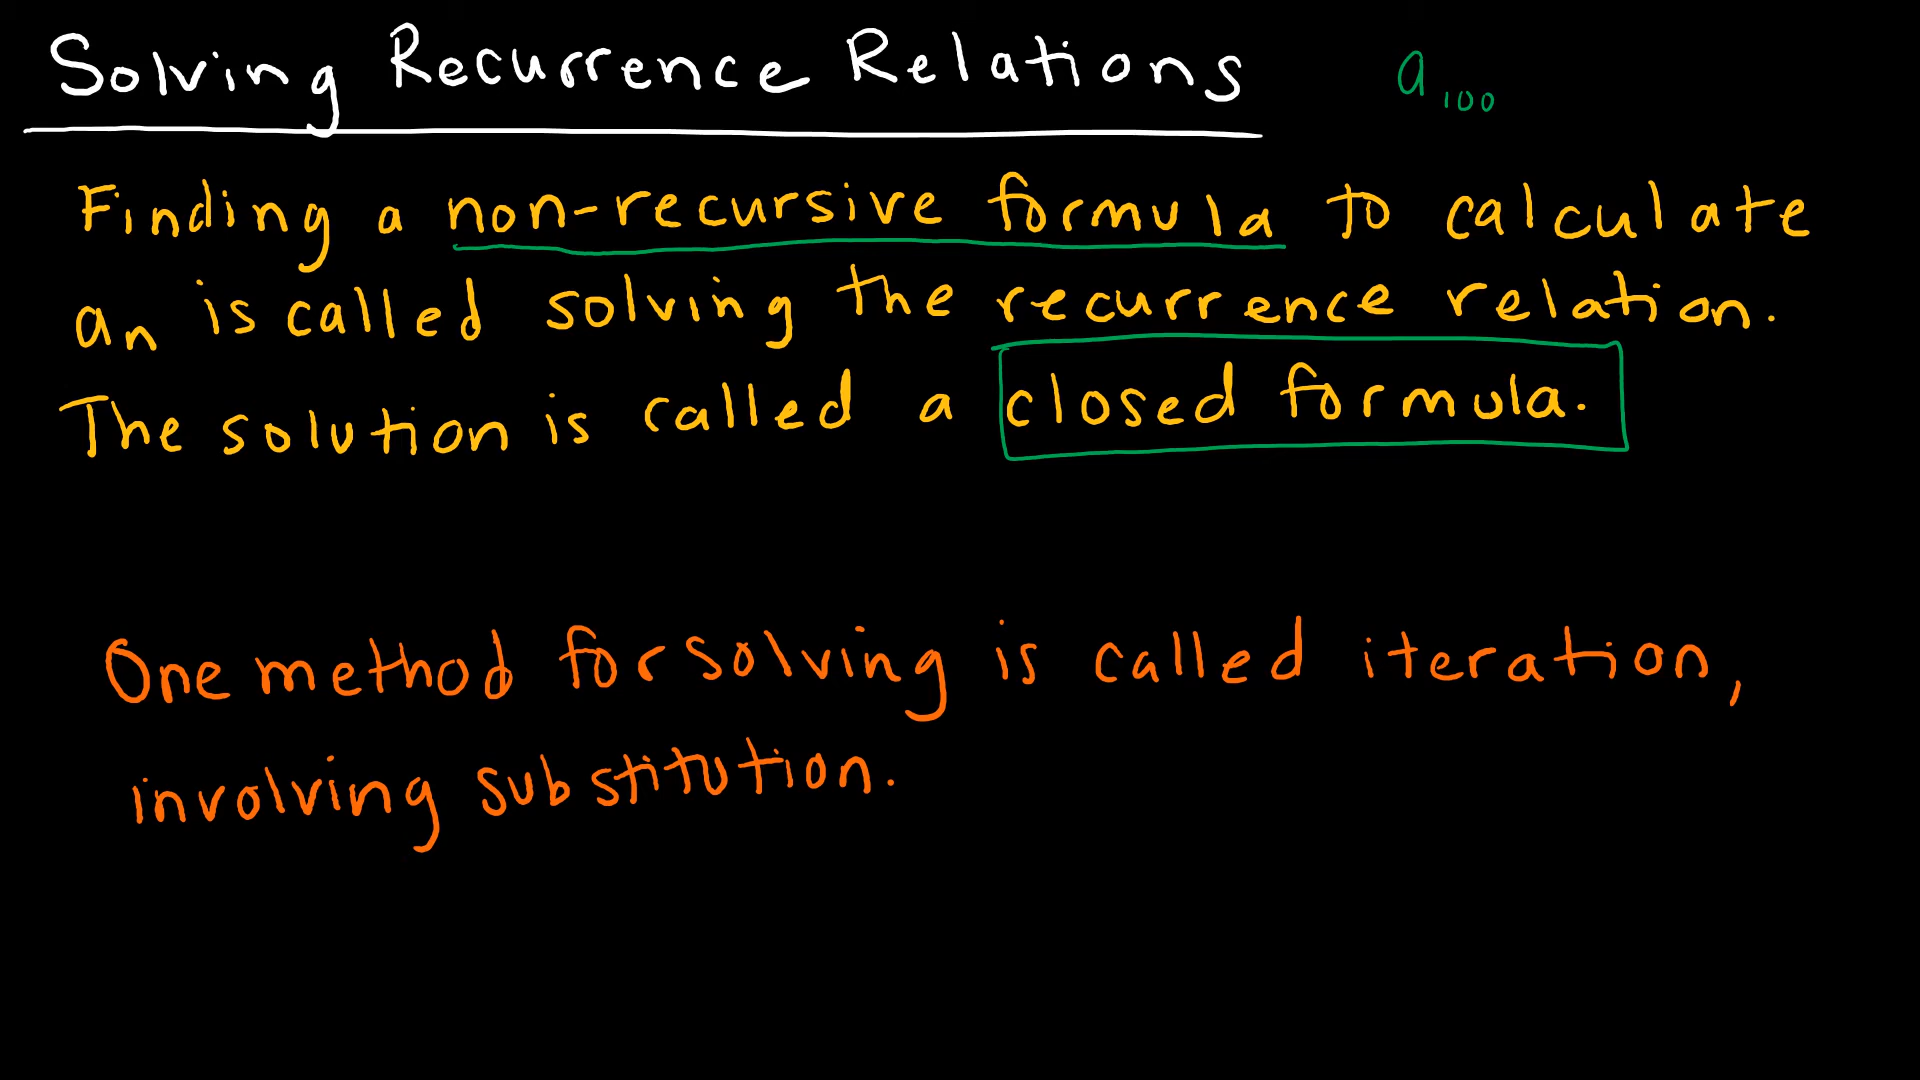 Solving Recurrence Relations a₁₀₀
Finding a non-recursive formula to calculate
aₙ is called solving the recurrence relation.
The solution is called a closed formula.
One method for solving is called iteration,
involving substitution.